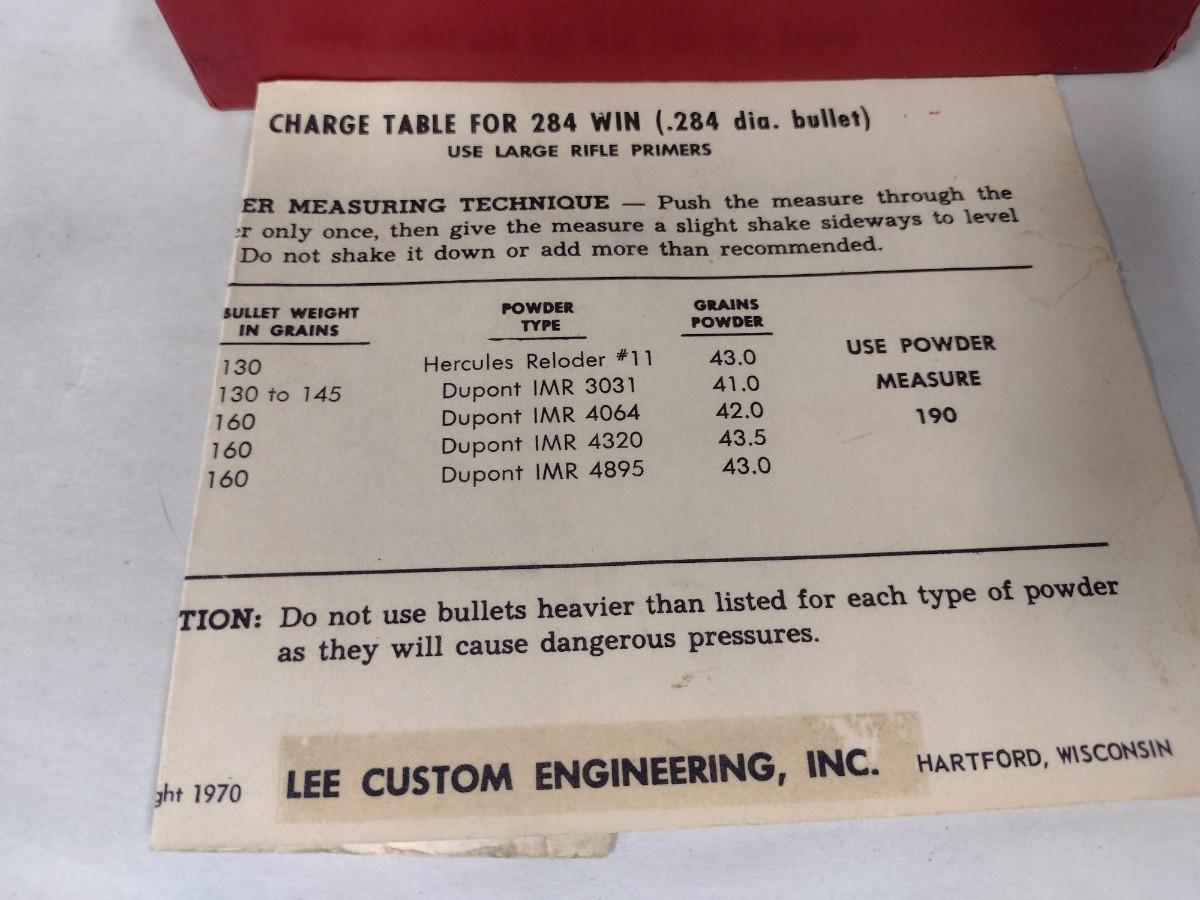 CHARGE TABLE FOR 284 WIN (.284 dia. bullet)
USE LARGE RIFLE PRIMERS
ER MEASURING TECHNIQUE — Push the measure through the
r only once, then give the measure a slight shake sideways to level
Do not shake it down or add more than recommended.
BULLET WEIGHT IN GRAINS POWDER TYPE GRAINS POWDER
130 Hercules Reloder #11 43.0
130 to 145 Dupont IMR 3031 41.0
160 Dupont IMR 4064 42.0
160 Dupont IMR 4320 43.5
160 Dupont IMR 4895 43.0
USE POWDER
MEASURE
190
TION: Do not use bullets heavier than listed for each type of powder
as they will cause dangerous pressures.
ght 1970 LEE CUSTOM ENGINEERING, INC. HARTFORD, WISCONSIN